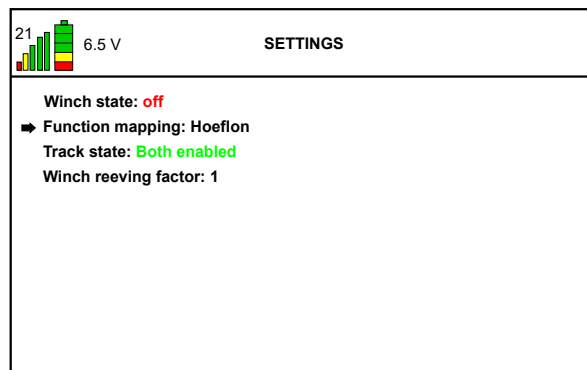 21
6.5 V
SETTINGS
Winch state: off
Function mapping: Hoeflon
Track state: Both enabled
Winch reeving factor: 1